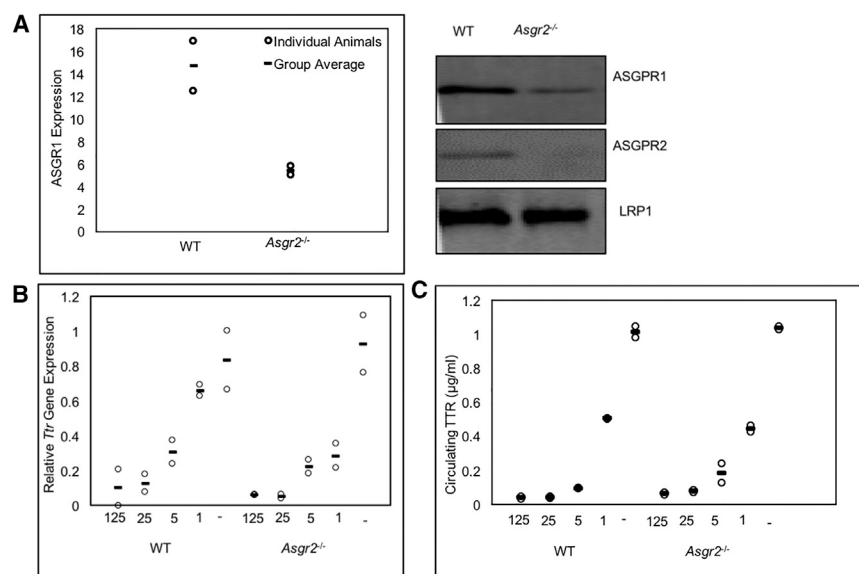 A
18
16
14
12
10
8
6
4
2
0
ASGR1 Expression
Individual Animals
Group Average
WT
Asgr2-/-
WT
Asgr2-/-
ASGPR1
ASGPR2
LRP1
B
1.2
1
0.8
0.6
0.4
0.2
0
Relative Ttr Gene Expression
125 25 5 1 - 125 25 5 1 -
WT Asgr2-/-
C
1.2
1
0.8
0.6
0.4
0.2
0
Circulating TTR (µg/ml)
125 25 5 1 - 125 25 5 1 -
WT Asgr2-/-